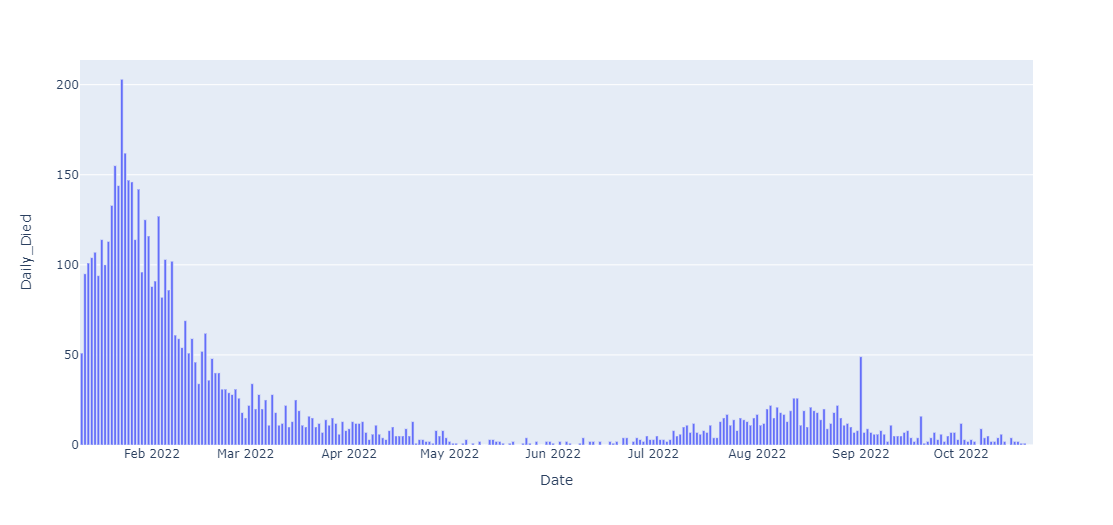 200
150
100
50
0
Daily_Died
Feb 2022
Mar 2022
Apr 2022
May 2022
Jun 2022
Jul 2022
Aug 2022
Sep 2022
Oct 2022
Date